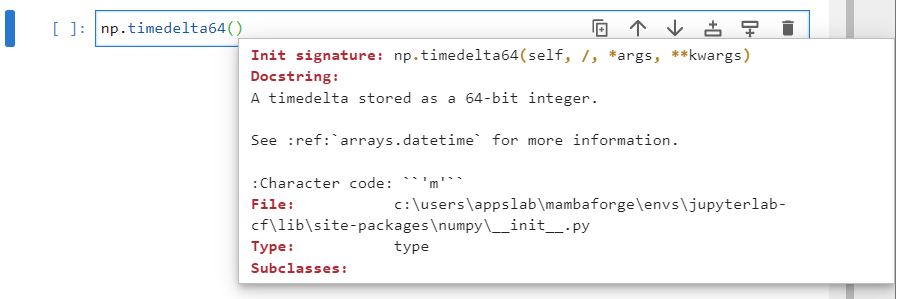 [ ]: np.timedelta64()
Init signature: np.timedelta64(self, /, *args, **kwargs)
Docstring:
A timedelta stored as a 64-bit integer.
See :ref:`arrays.datetime` for more information.
:Character code: ``'m'``
File:           c:\users\appslab\mambaforge\envs\jupyterlab-
cf\lib\site-packages\numpy\__init__.py
Type:           type
Subclasses: